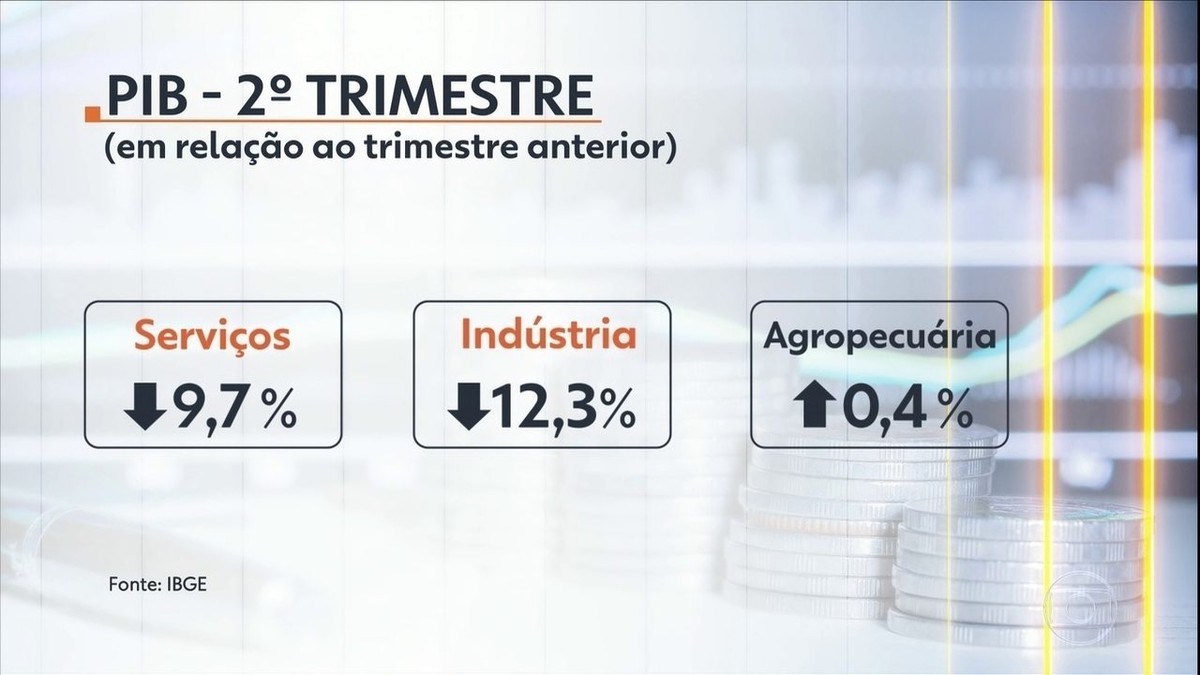 PIB - 2º TRIMESTRE
(em relação ao trimestre anterior)
Serviços
9,7%
Indústria
12,3%
Agropecuária
0,4%
Fonte: IBGE